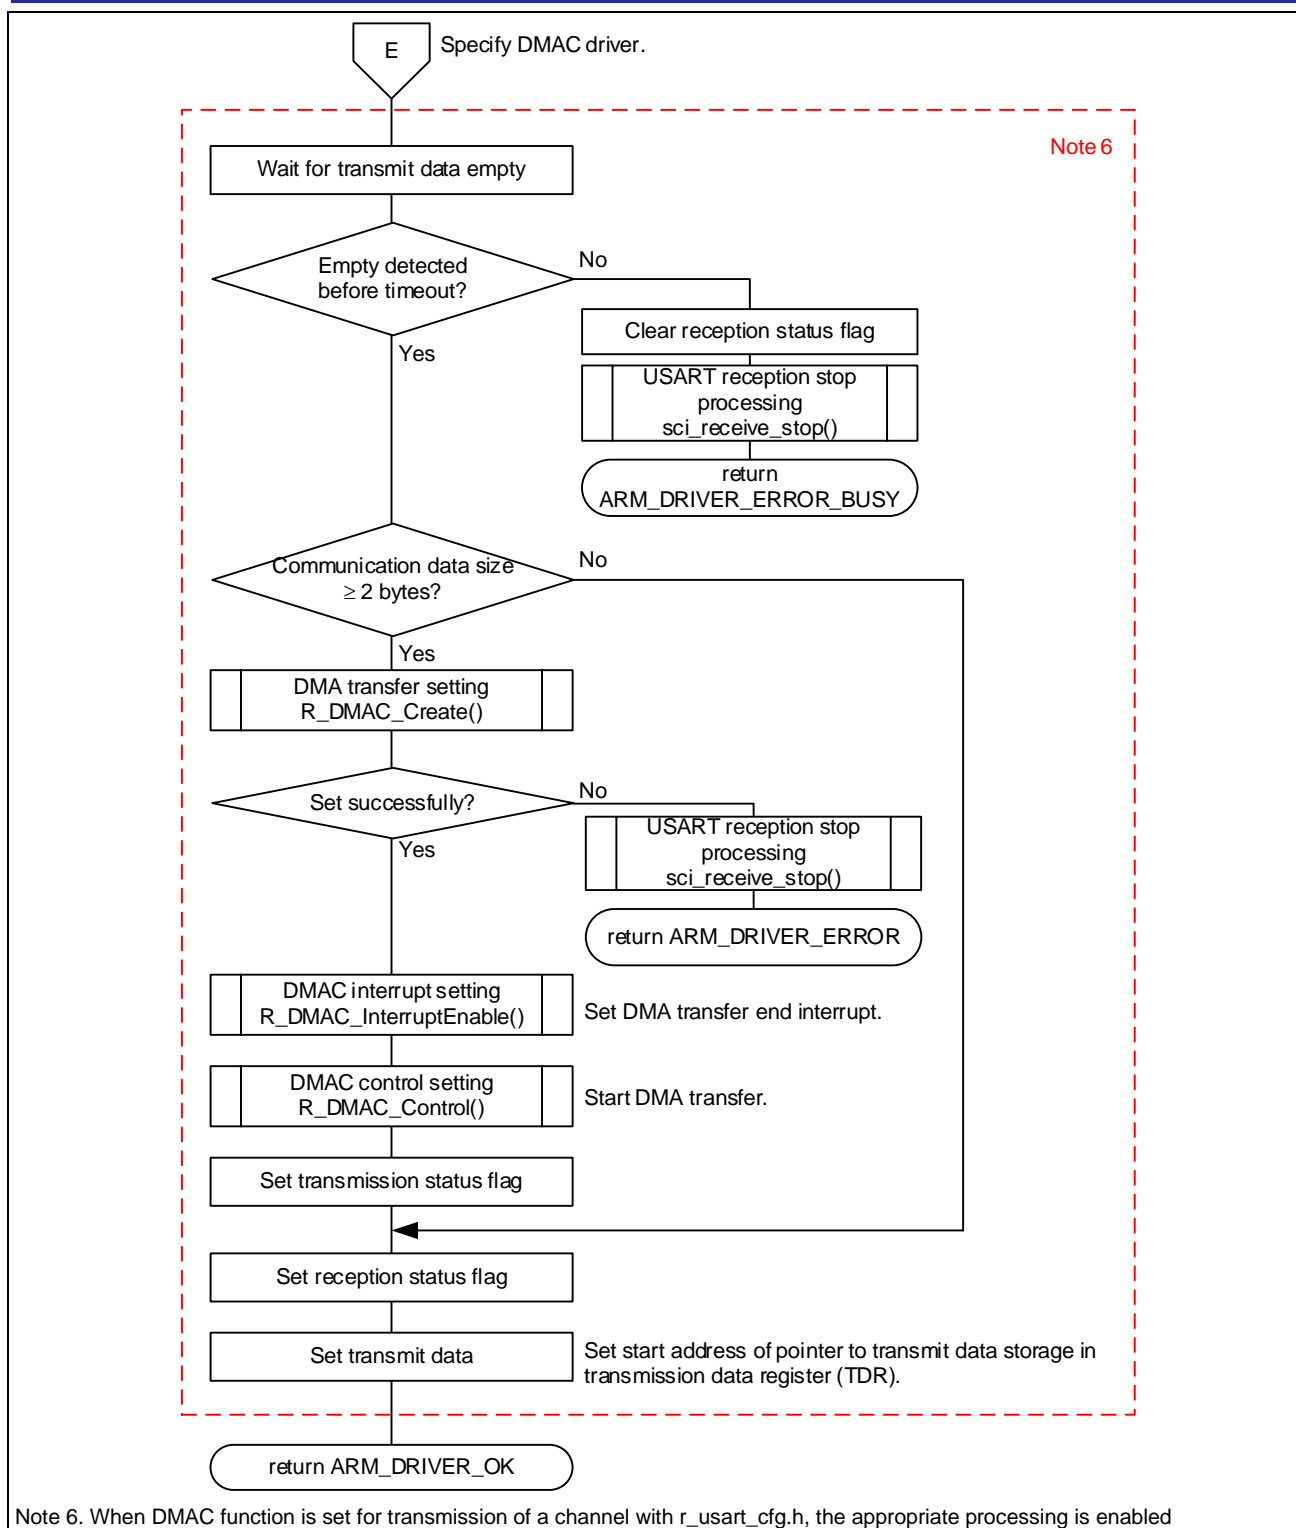 E
Specify DMAC driver.
Note 6
Wait for transmit data empty
Empty detected
before timeout?
No
Yes
Clear reception status flag
USART reception stop
processing
sci_receive_stop()
return
ARM_DRIVER_ERROR_BUSY
Communication data size
≥ 2 bytes?
No
Yes
DMA transfer setting
R_DMAC_Create()
Set successfully?
No
Yes
USART reception stop
processing
sci_receive_stop()
return ARM_DRIVER_ERROR
DMAC interrupt setting
R_DMAC_InterruptEnable()
Set DMA transfer end interrupt.
DMAC control setting
R_DMAC_Control()
Start DMA transfer.
Set transmission status flag
Set reception status flag
Set transmit data
Set start address of pointer to transmit data storage in
transmission data register (TDR).
return ARM_DRIVER_OK
Note 6. When DMAC function is set for transmission of a channel with r_usart_cfg.h, the appropriate processing is enabled